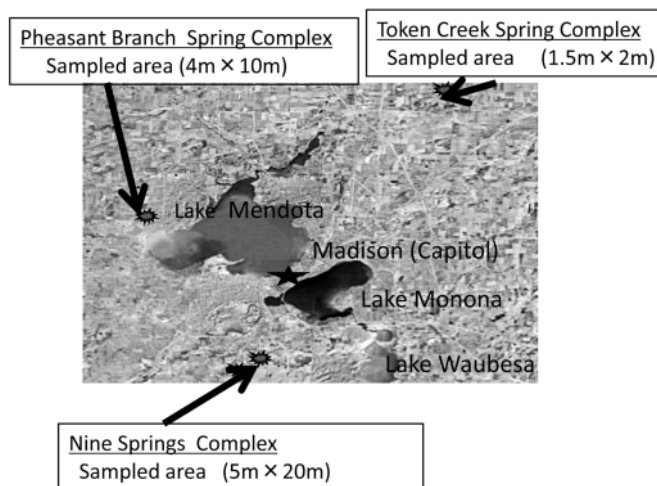 Pheasant Branch Spring Complex
Sampled area (4m × 10m)
Token Creek Spring Complex
Sampled area (1.5m × 2m)
Lake Mendota
Madison (Capitol)
Lake Monona
Lake Waubesa
Nine Springs Complex
Sampled area (5m × 20m)